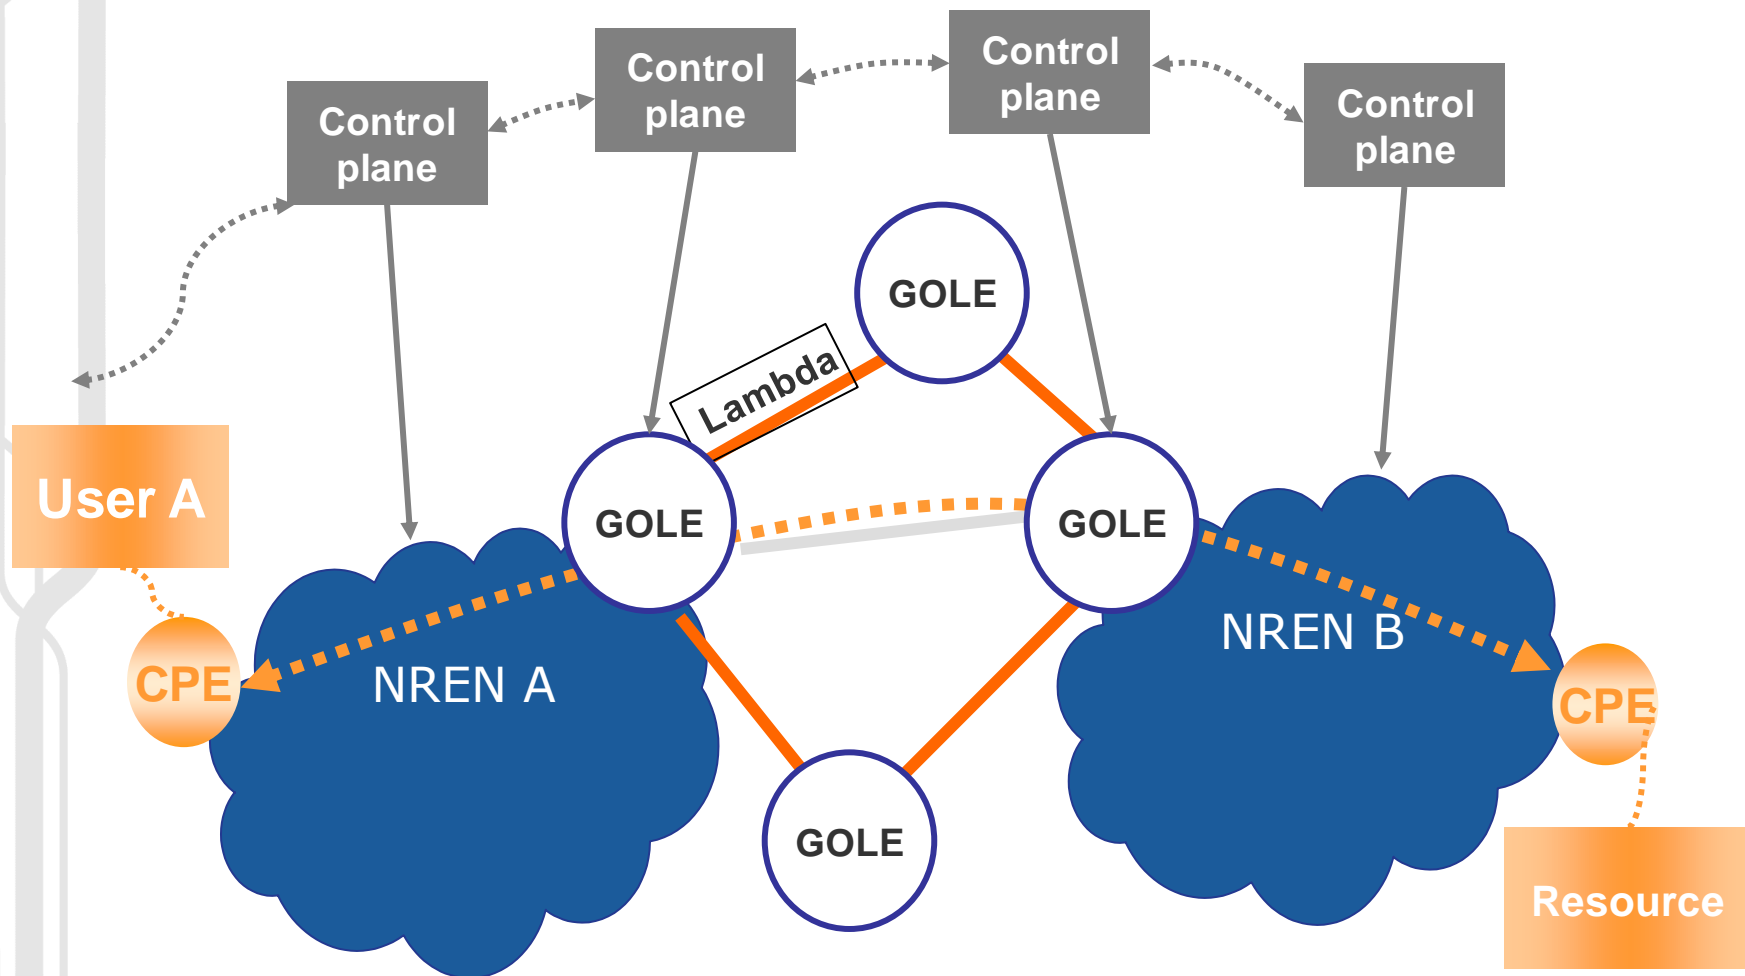 Control
plane
Control
plane
Control
plane
Control
plane
GOLE
Lambda
User A
GOLE
GOLE
NREN A
NREN B
CPE
CPE
GOLE
Resource